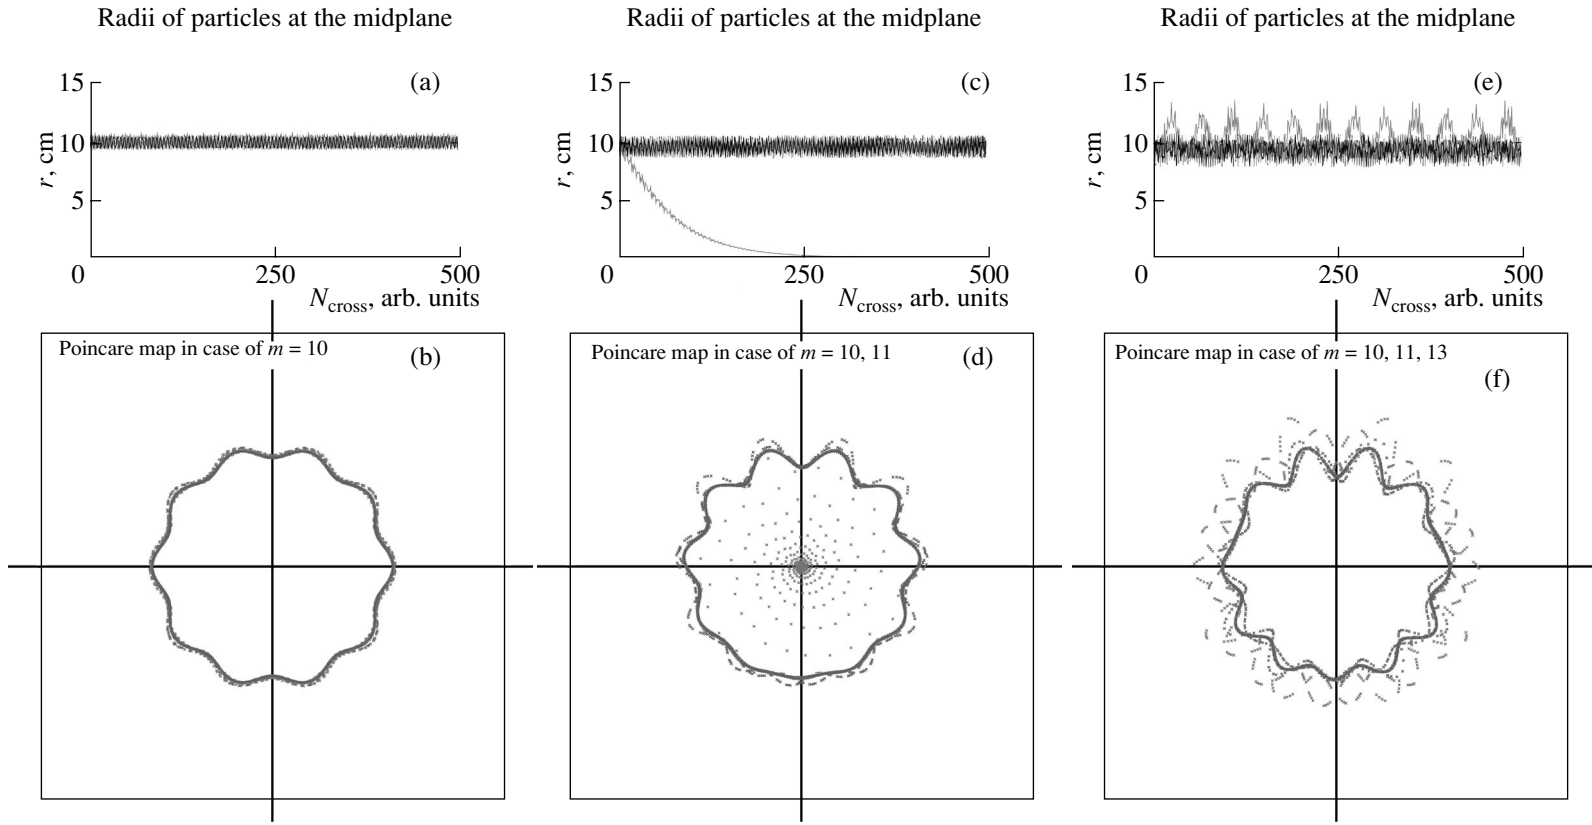 Radii of particles at the midplane
(a)
15
10
5
r, cm
0
250
500
N_cross, arb. units
Poincare map in case of m = 10
(b)
Radii of particles at the midplane
(c)
15
10
5
r, cm
0
250
500
N_cross, arb. units
Poincare map in case of m = 10, 11
(d)
Radii of particles at the midplane
(e)
15
10
5
r, cm
0
250
500
N_cross, arb. units
Poincare map in case of m = 10, 11, 13
(f)